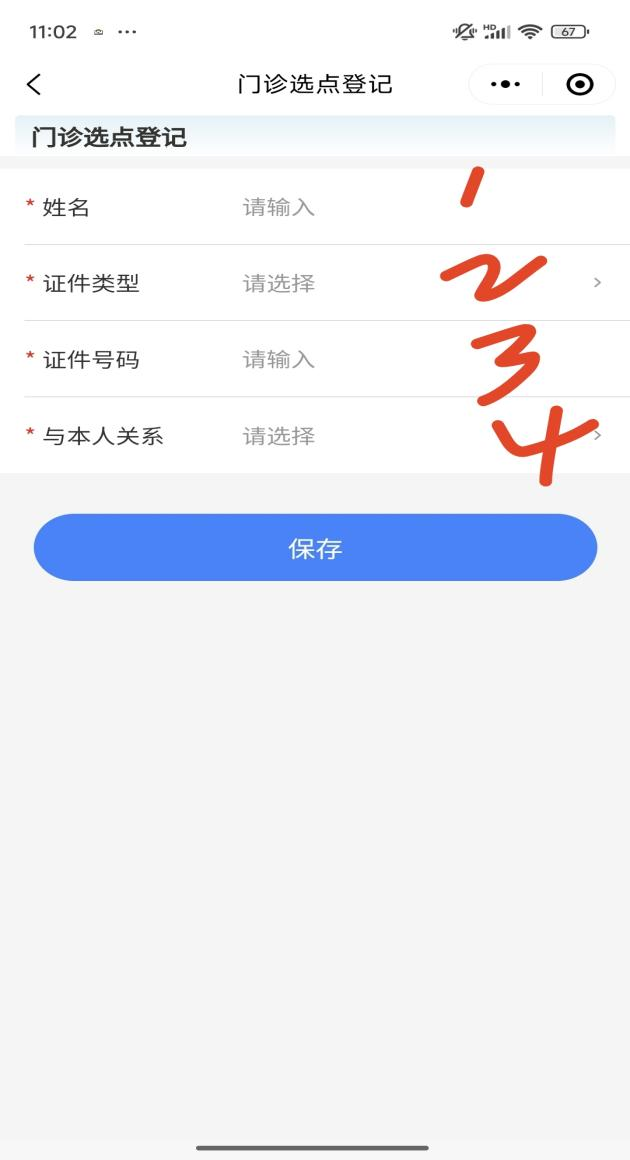 11:02
HD
67
门诊选点登记
门诊选点登记
* 姓名 请输入 1
* 证件类型 请选择 2
* 证件号码 请输入 3
* 与本人关系 请选择 4
保存